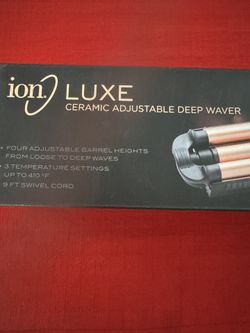 ion. LUXE
CERAMIC ADJUSTABLE DEEP WAVER
• FOUR ADJUSTABLE BARREL HEIGHTS
FROM LOOSE TO DEEP WAVES
• 3 TEMPERATURE SETTINGS
UP TO 410 °F
• 9 FT SWIVEL CORD